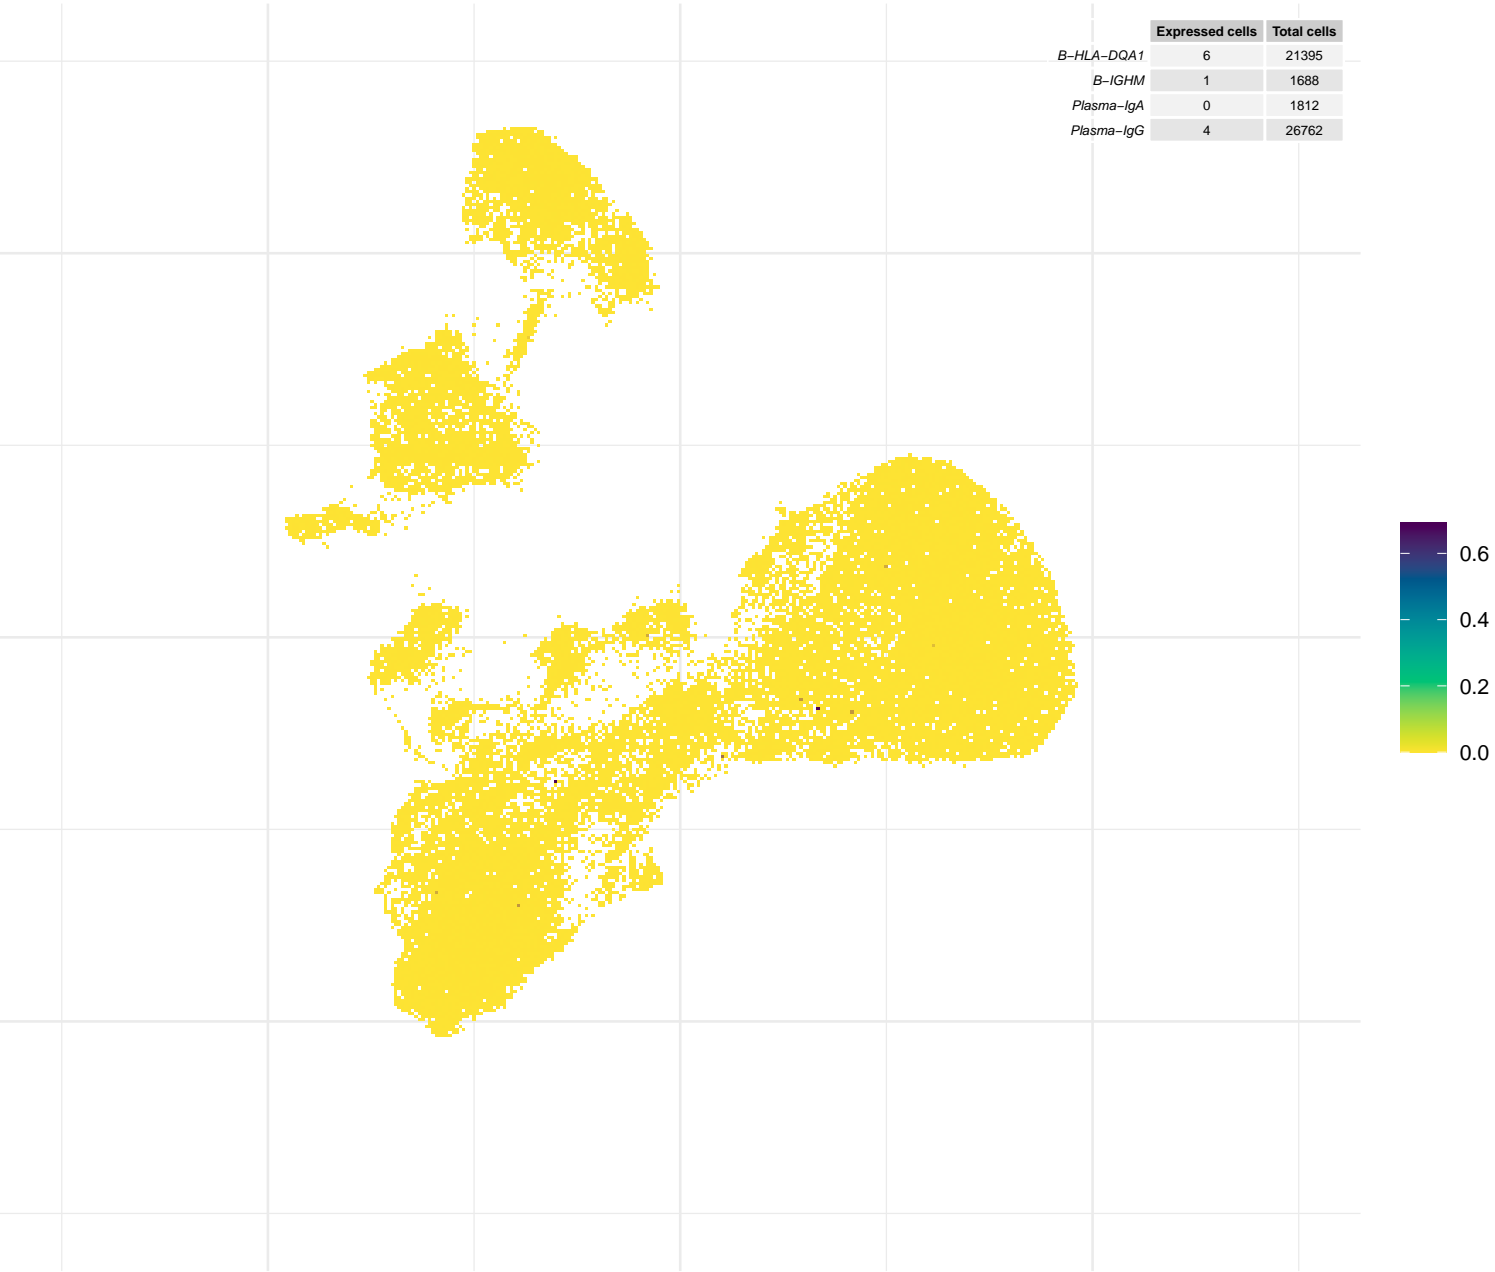 Expressed cells Total cells
B−HLA−DQA1 6 21395
B−IGHM 1 1688
Plasma−IgA 0 1812
Plasma−IgG 4 26762
0.6
0.4
0.2
0.0